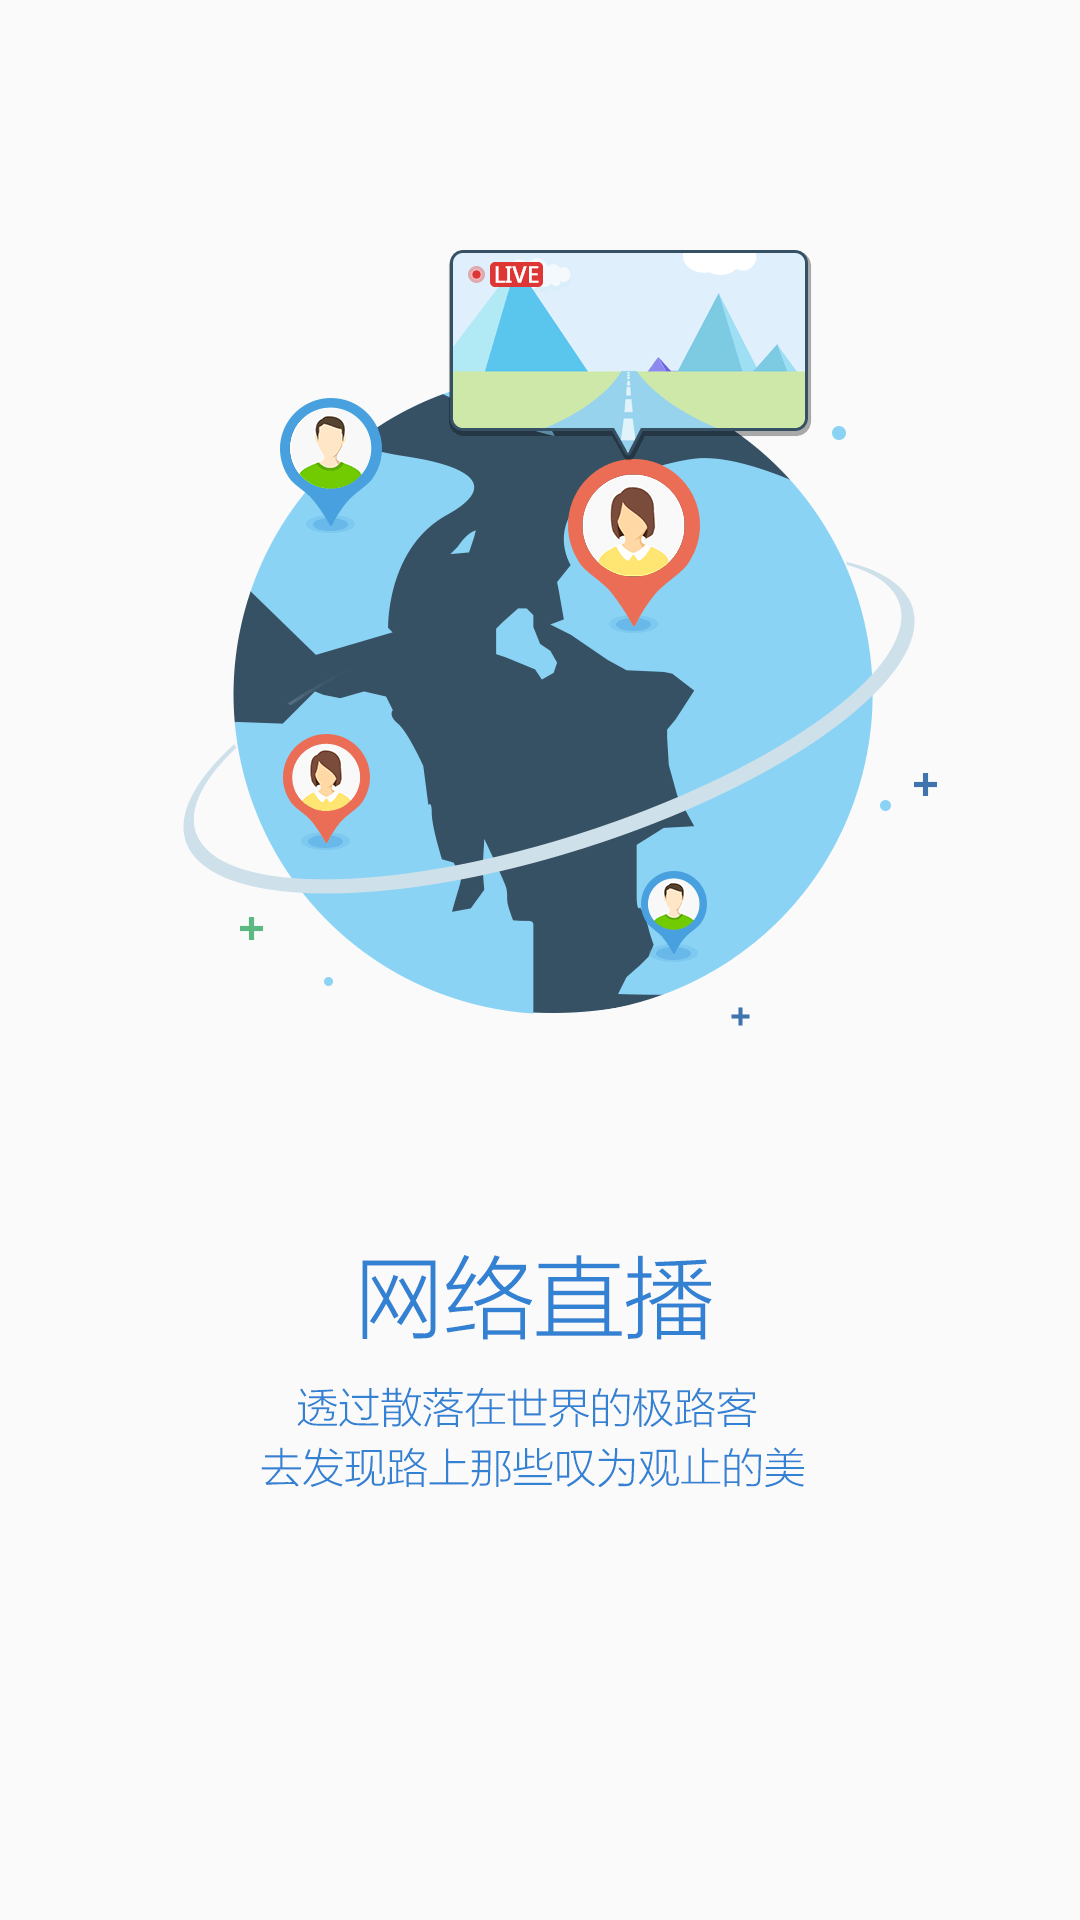 LIVE
网络直播
透过散落在世界的极路客
去发现路上那些叹为观止的美